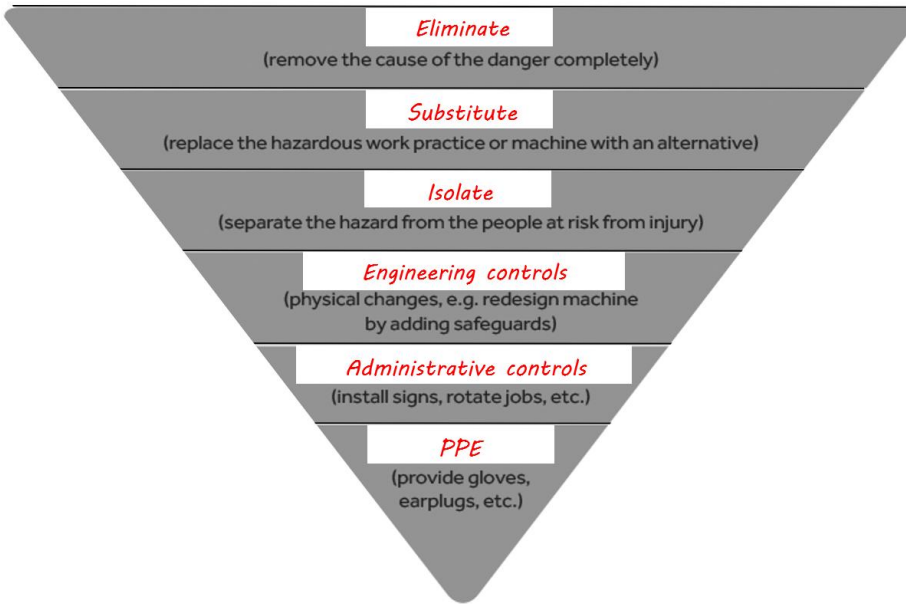 Eliminate
(remove the cause of the danger completely)
Substitute
(replace the hazardous work practice or machine with an alternative)
Isolate
(separate the hazard from the people at risk from injury)
Engineering controls
(physical changes, e.g. redesign machine
by adding safeguards)
Administrative controls
(install signs, rotate jobs, etc.)
PPE
(provide gloves,
earplugs, etc.)